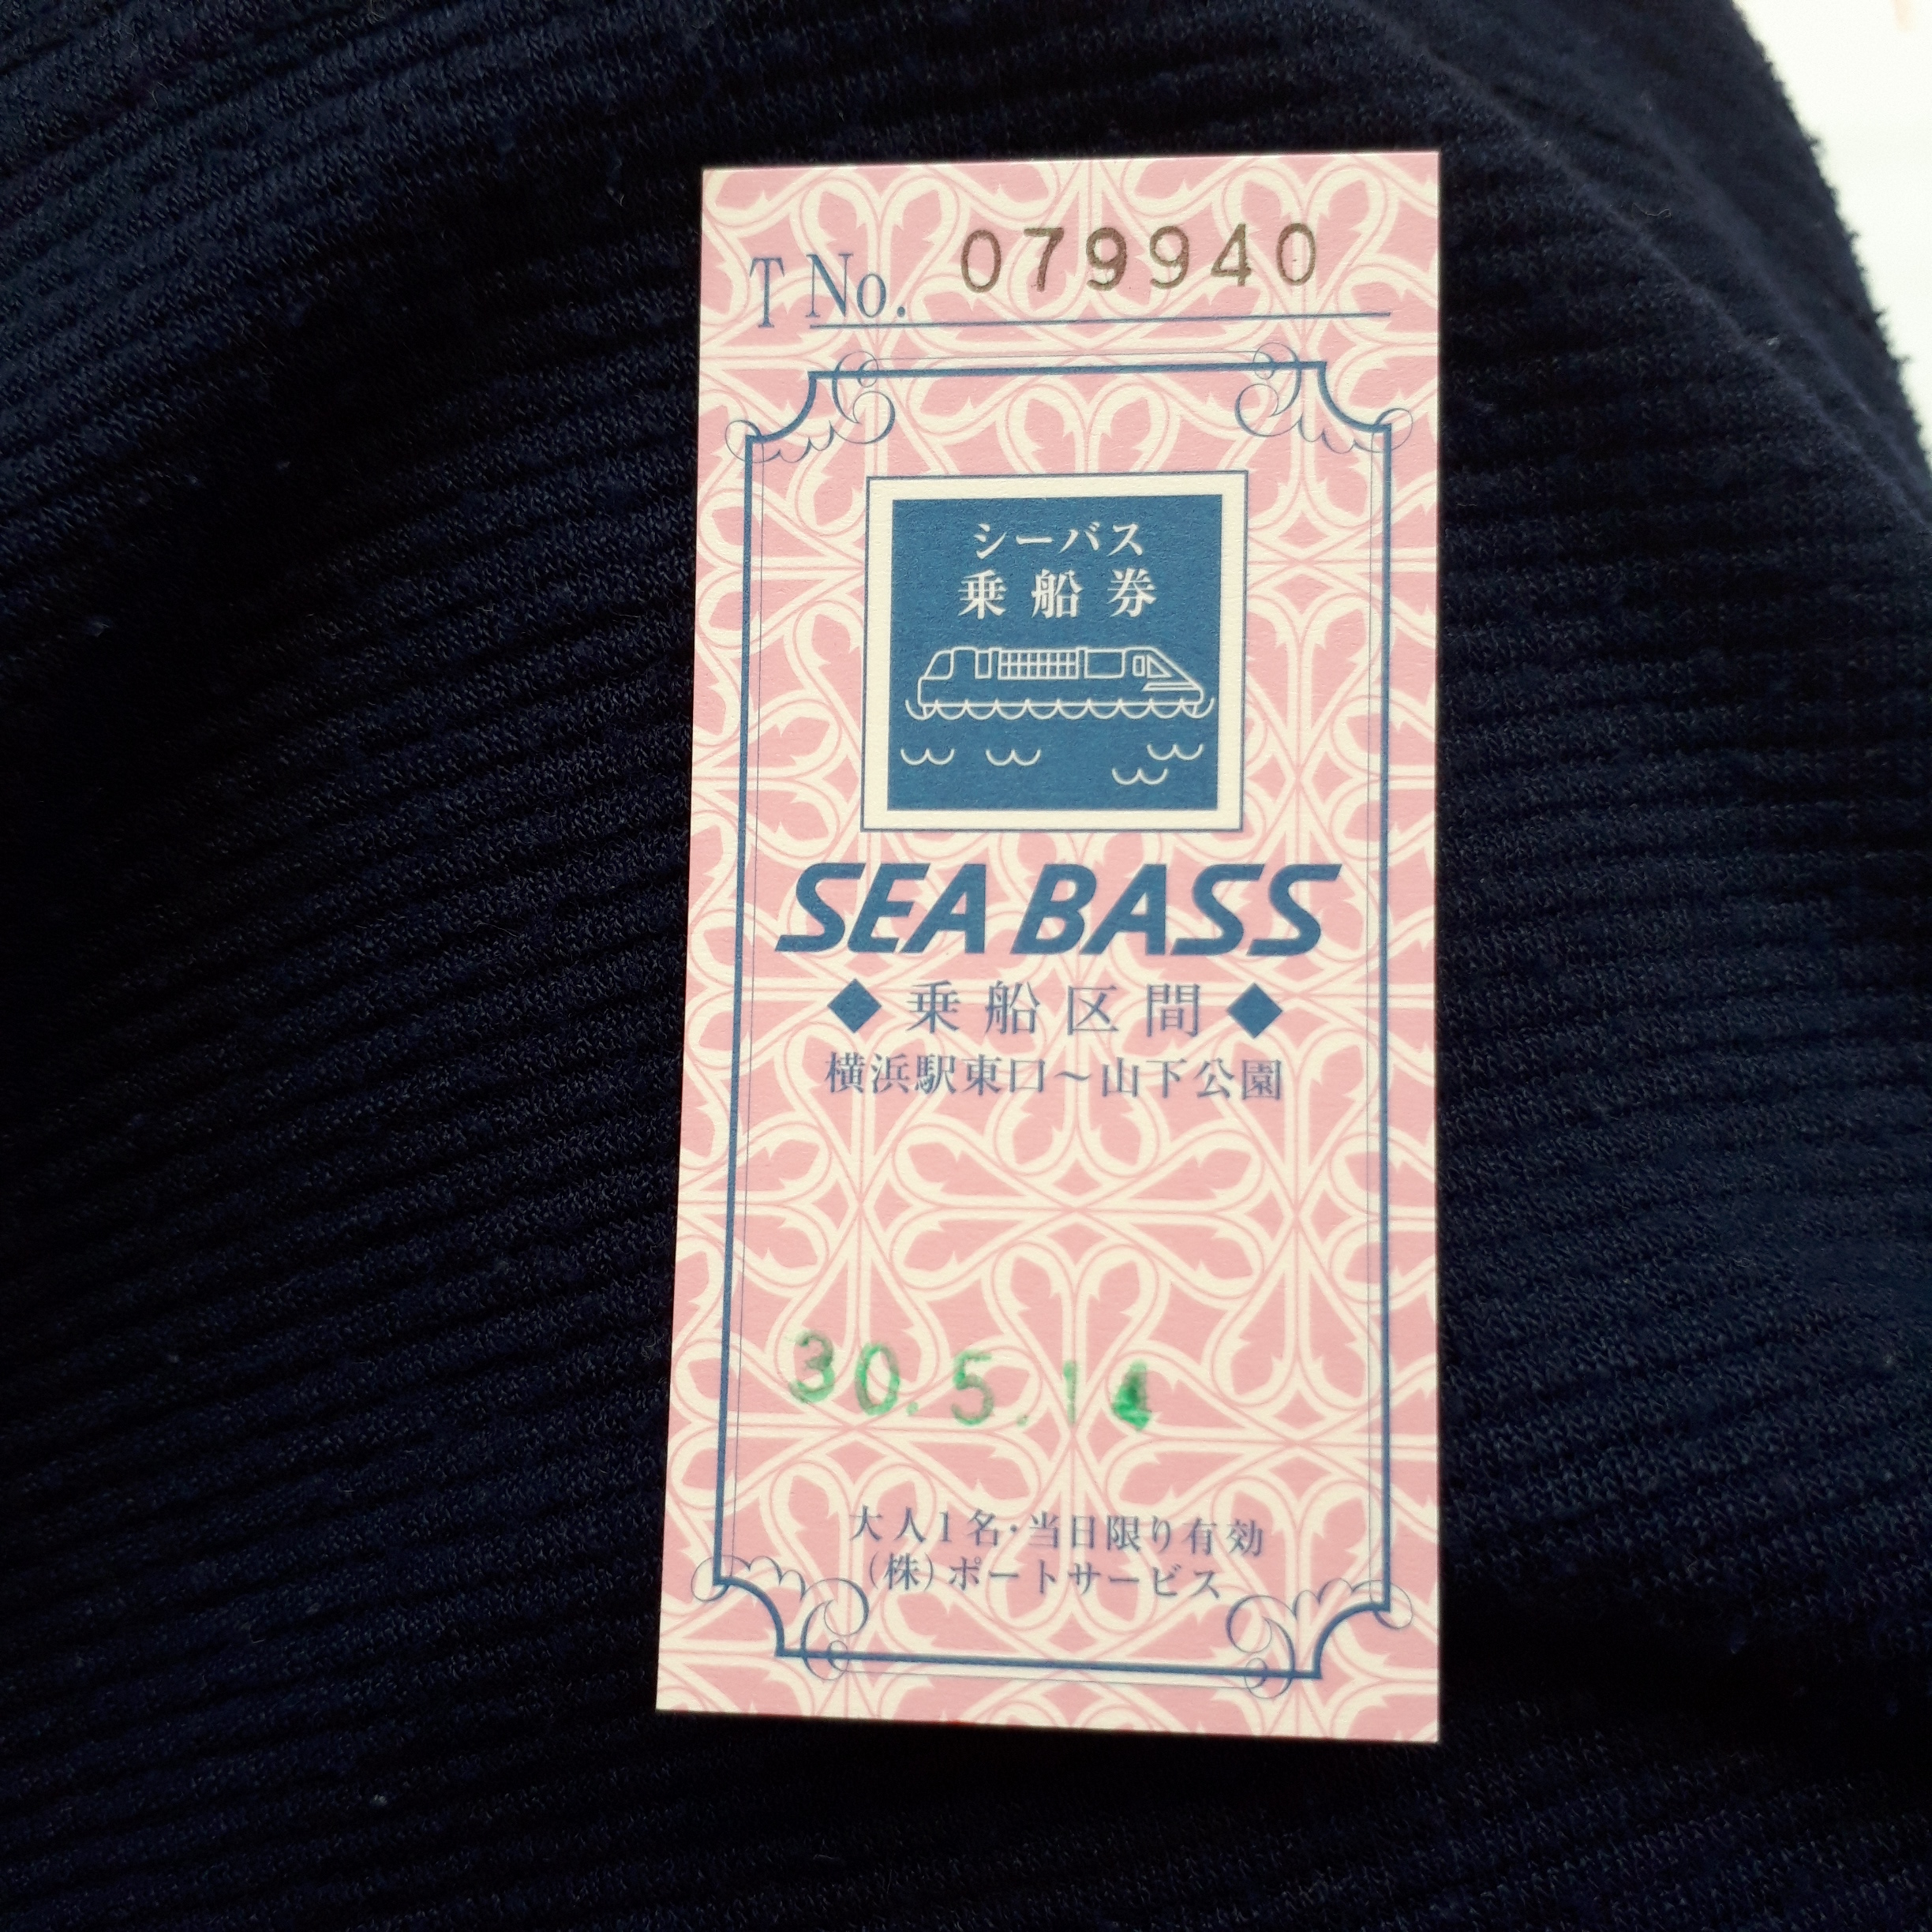 T No. 079940
シーバス
乗船券
SEA BASS
◆乗船区間◆
横浜駅東口～山下公園
30.5.14
大人1名・当日限り有効
(株)ポートサービス